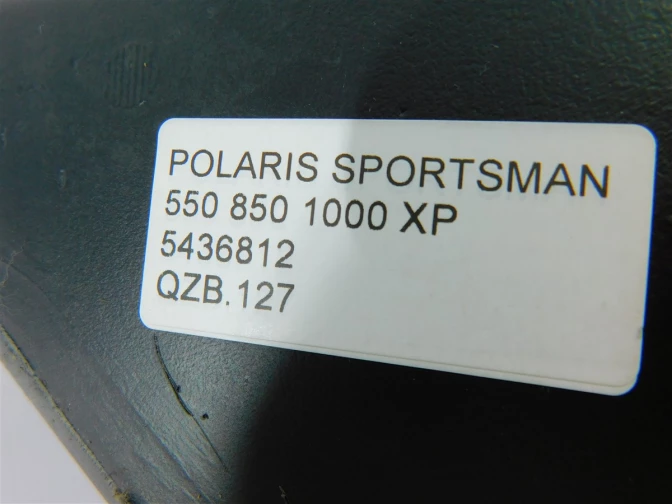 POLARIS SPORTSMAN
550 850 1000 XP
5436812
QZB.127